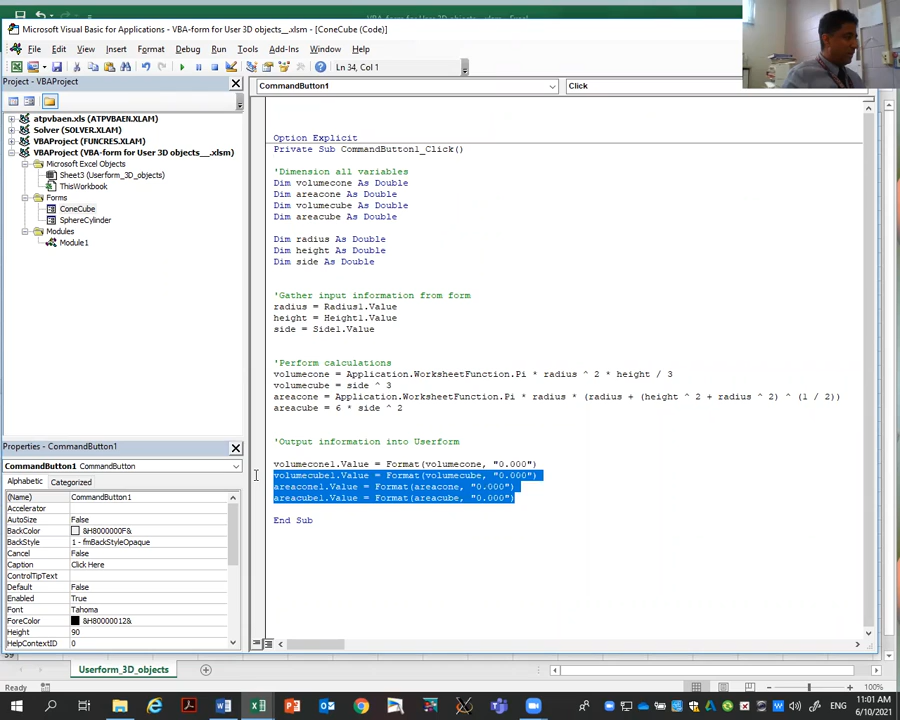 VBA-form for User 3D objects__.xlsm - Excel
Microsoft Visual Basic for Applications - VBA-form for User 3D objects__.xlsm - [ConeCube (Code)]
File Edit View Insert Format Debug Run Tools Add-Ins Window Help
Ln 34, Col 1
Project - VBAProject
CommandButton1
Click
atpvbaen.xls (ATPVBAEN.XLAM)
Solver (SOLVER.XLAM)
VBAProject (FUNCRES.XLAM)
VBAProject (VBA-form for User 3D objects__.xlsm)
Microsoft Excel Objects
Sheet3 (Userform_3D_objects)
ThisWorkbook
Forms
ConeCube
SphereCylinder
Modules
Module1
Option Explicit
Private Sub CommandButton1_Click()
'Dimension all variables
Dim volumecone As Double
Dim areacone As Double
Dim volumecube As Double
Dim areacube As Double
Dim radius As Double
Dim height As Double
Dim side As Double
'Gather input information from form
radius = Radius1.Value
height = Height1.Value
side = Side1.Value
'Perform calculations
volumecone = Application.WorksheetFunction.Pi * radius ^ 2 * height / 3
volumecube = side ^ 3
areacone = Application.WorksheetFunction.Pi * radius * (radius + (height ^ 2 + radius ^ 2) ^ (1 / 2))
areacube = 6 * side ^ 2
'Output information into Userform
volumecone1.Value = Format(volumecone, "0.000")
volumecube1.Value = Format(volumecube, "0.000")
areacone1.Value = Format(areacone, "0.000")
areacube1.Value = Format(areacube, "0.000")
End Sub
Properties - CommandButton1
CommandButton1 CommandButton
Alphabetic Categorized
(Name) CommandButton1
Accelerator
AutoSize False
BackColor &H8000000F&
BackStyle 1 - fmBackStyleOpaque
Cancel False
Caption Click Here
ControlTipText
Default False
Enabled True
Font Tahoma
ForeColor &H80000012&
Height 90
HelpContextID 0
39
Userform_3D_objects
Ready
100%
ENG
11:01 AM
6/10/2021